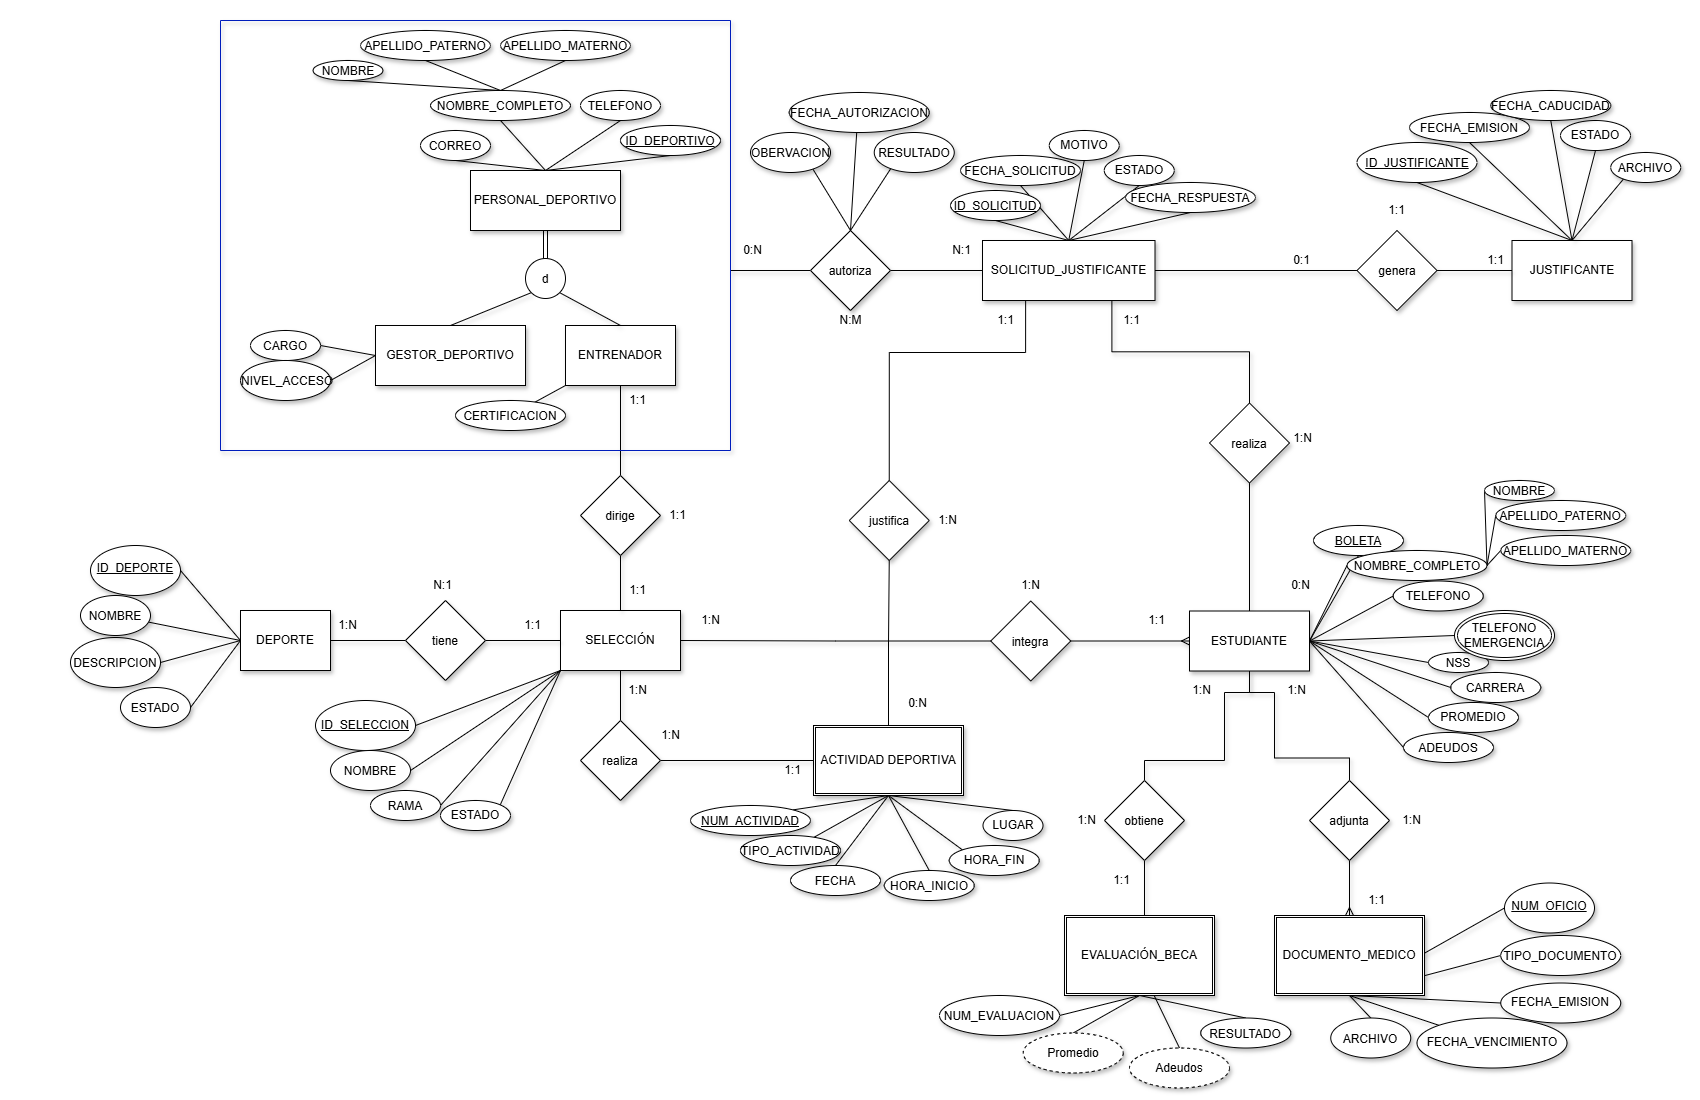 APELLIDO_PATERNO
APELLIDO_MATERNO
NOMBRE
NOMBRE_COMPLETO
TELEFONO
CORREO
ID_DEPORTIVO
PERSONAL_DEPORTIVO
d
GESTOR_DEPORTIVO
ENTRENADOR
CARGO
NIVEL_ACCESO
CERTIFICACION
1:1
0:N
FECHA_AUTORIZACION
OBERVACION
RESULTADO
autoriza
N:M
N:1
MOTIVO
FECHA_SOLICITUD
ESTADO
ID_SOLICITUD
FECHA_RESPUESTA
SOLICITUD_JUSTIFICANTE
1:1
1:1
0:1
1:1
genera
1:1
FECHA_CADUCIDAD
FECHA_EMISION
ESTADO
ID_JUSTIFICANTE
ARCHIVO
JUSTIFICANTE
realiza
1:N
justifica
1:N
dirige
1:1
1:1
ID_DEPORTE
NOMBRE
DESCRIPCION
ESTADO
DEPORTE
1:N
N:1
tiene
1:1
SELECCIÓN
1:N
1:N
integra
1:1
0:N
ESTUDIANTE
NOMBRE
APELLIDO_PATERNO
APELLIDO_MATERNO
BOLETA
NOMBRE_COMPLETO
TELEFONO
TELEFONO
EMERGENCIA
NSS
CARRERA
PROMEDIO
ADEUDOS
ID_SELECCION
NOMBRE
RAMA
ESTADO
1:N
realiza
1:N
1:1
0:N
ACTIVIDAD DEPORTIVA
NUM_ACTIVIDAD
TIPO_ACTIVIDAD
FECHA
HORA_INICIO
HORA_FIN
LUGAR
1:N
1:N
obtiene
1:N
1:1
adjunta
1:N
1:1
EVALUACIÓN_BECA
NUM_EVALUACION
Promedio
Adeudos
RESULTADO
DOCUMENTO_MEDICO
NUM_OFICIO
TIPO_DOCUMENTO
FECHA_EMISION
FECHA_VENCIMIENTO
ARCHIVO